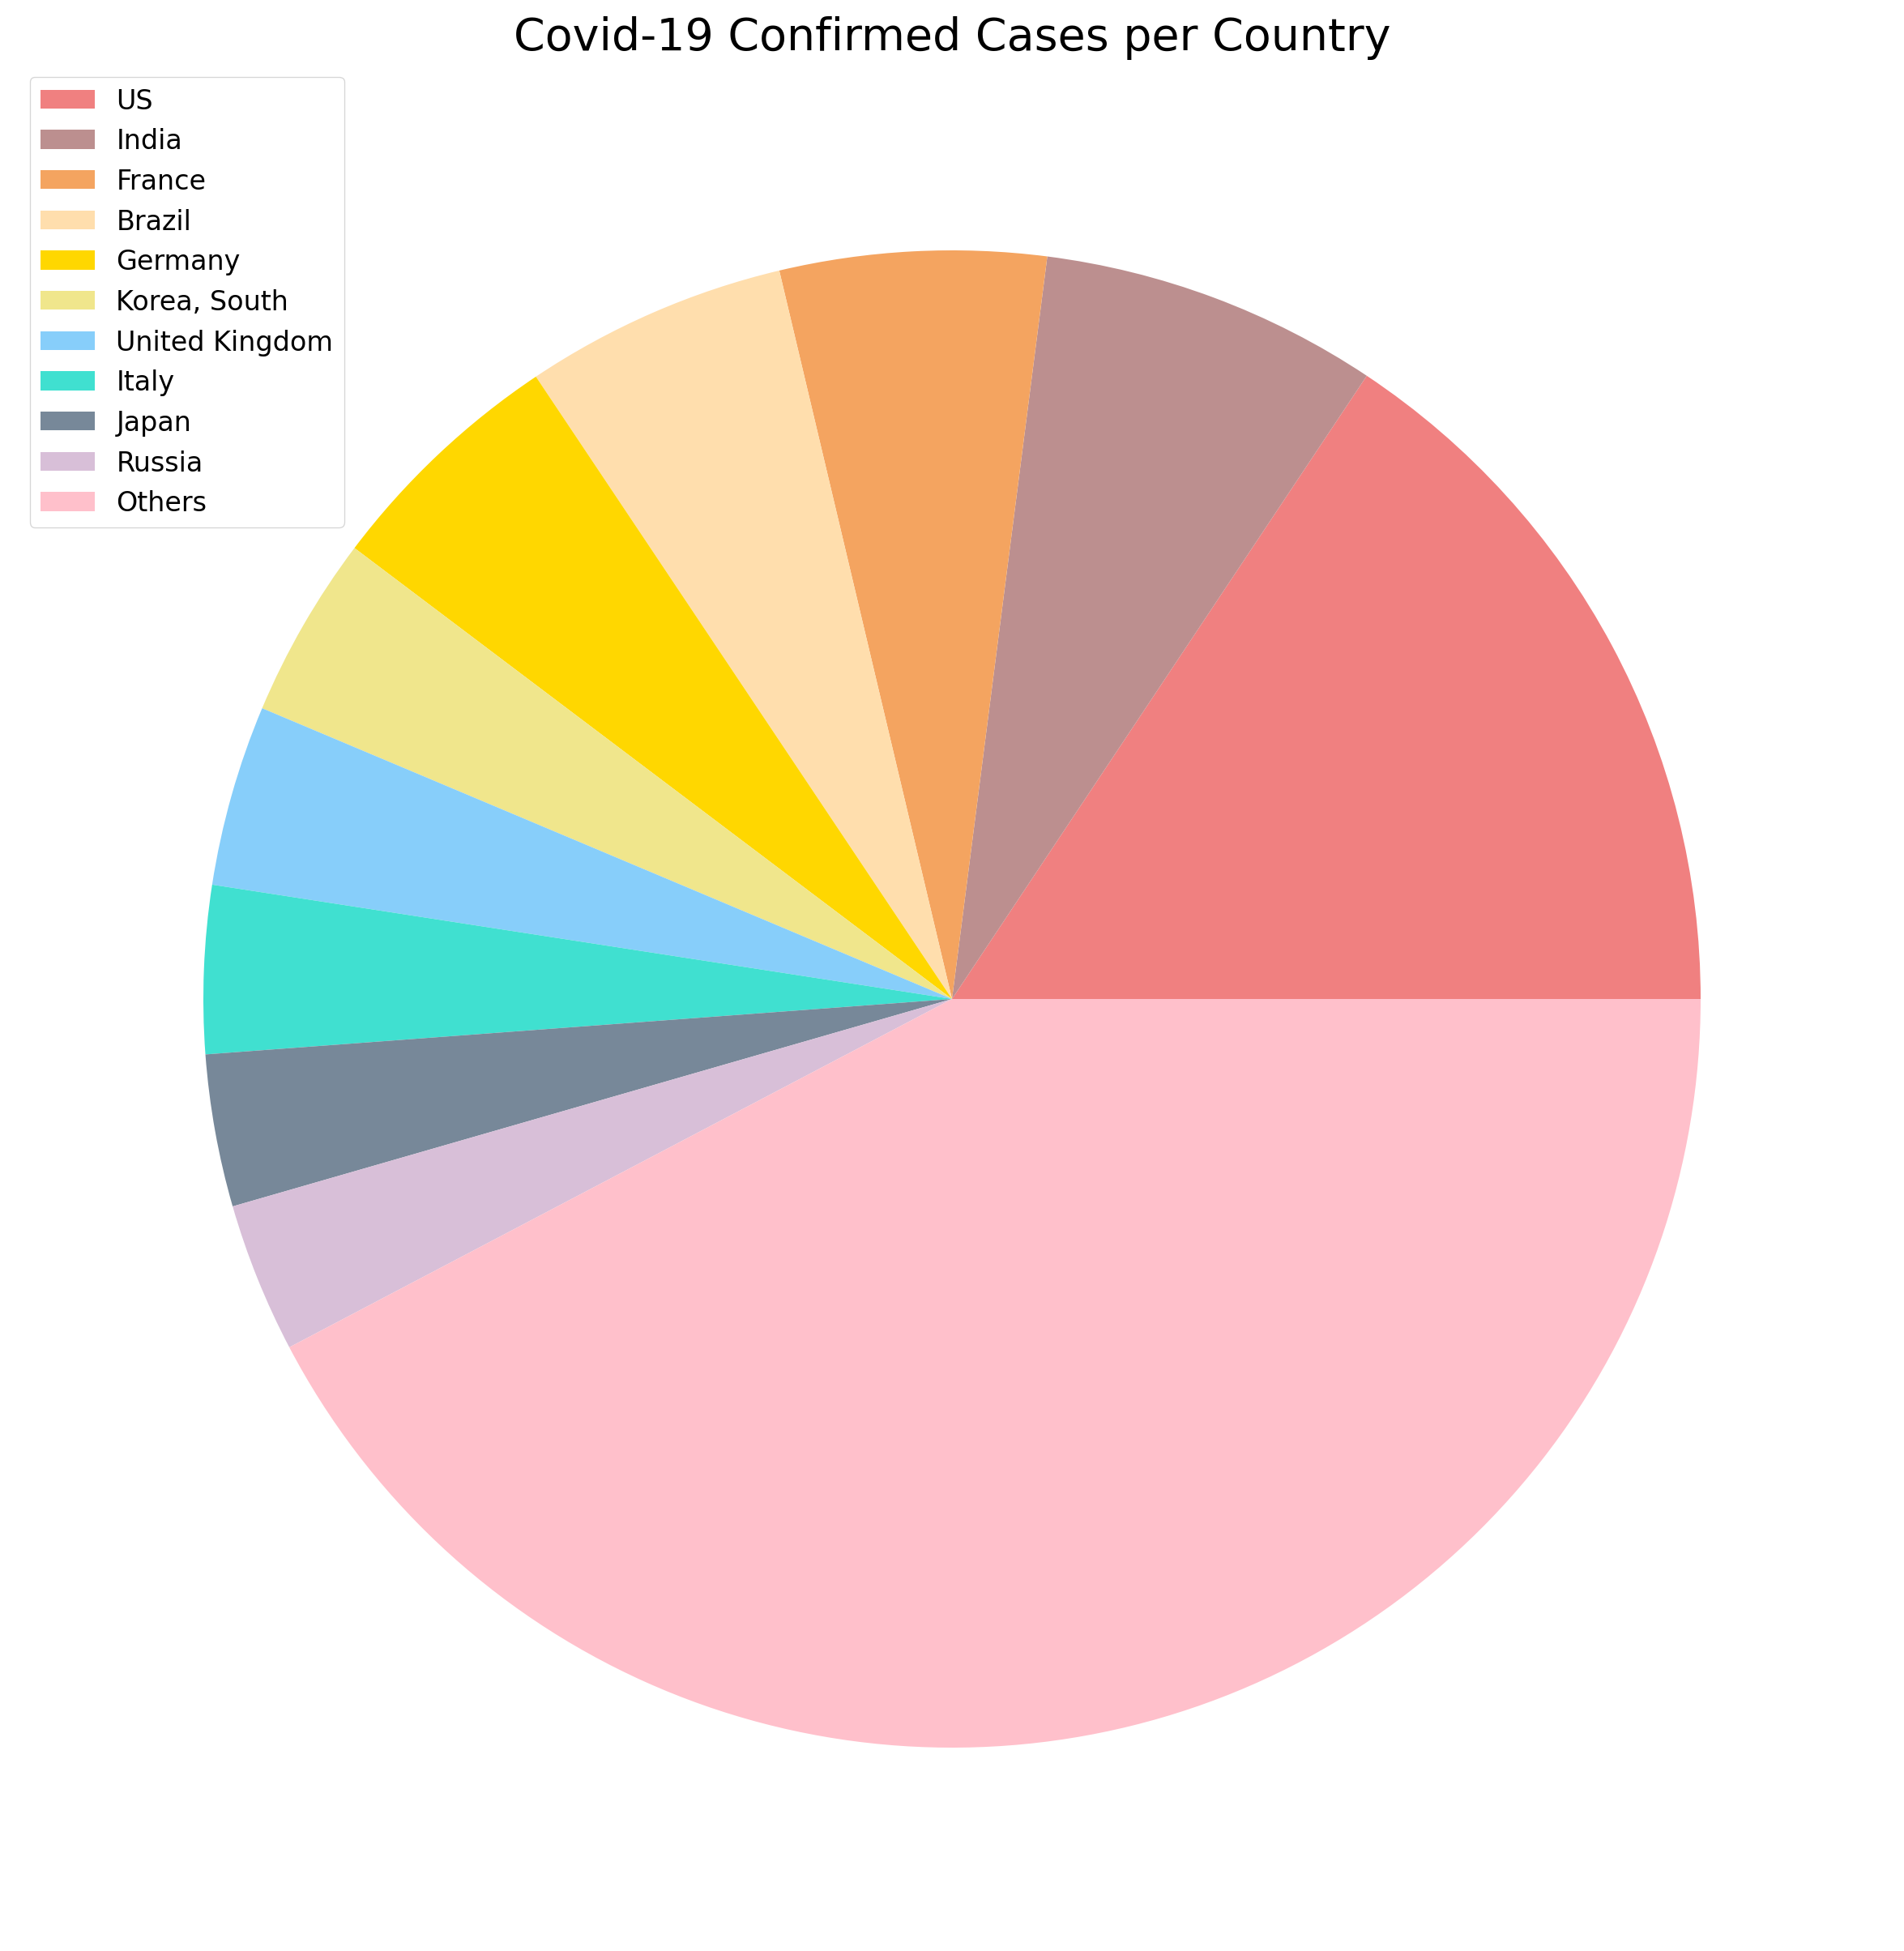 Covid-19 Confirmed Cases per Country
US
India
France
Brazil
Germany
Korea, South
United Kingdom
Italy
Japan
Russia
Others